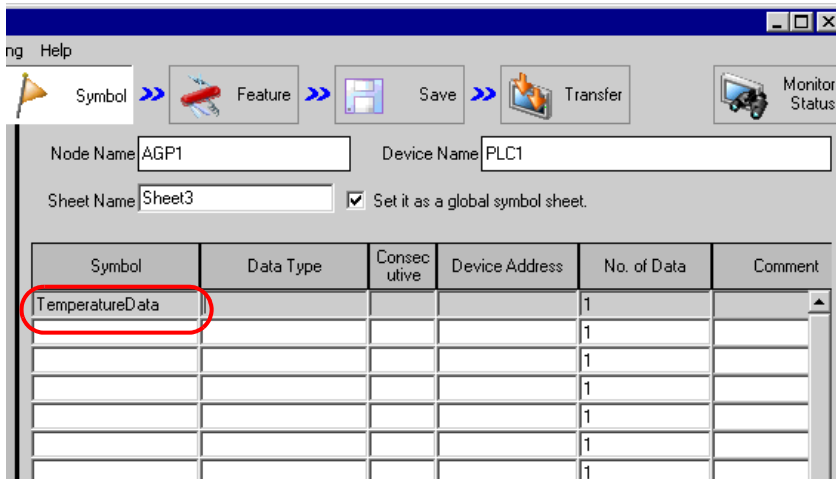 ng Help
Symbol Feature Save Transfer Monitor Status
Node Name AGP1 Device Name PLC1
Sheet Name Sheet3 Set it as a global symbol sheet.
Symbol Data Type Consec utive Device Address No. of Data Comment
TemperatureData 1
1
1
1
1
1
1